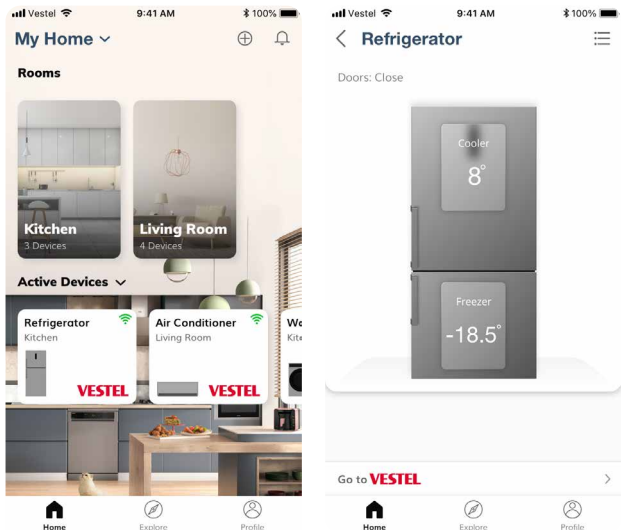 Vestel 9:41 AM 100%
My Home
Rooms
Kitchen
3 Devices
Living Room
4 Devices
Active Devices
Refrigerator
Kitchen
VESTEL
Air Conditioner
Living Room
VESTEL
Home Explore Profile
Vestel 9:41 AM 100%
Refrigerator
Doors: Close
Cooler
8°
Freezer
-18.5°
Go to VESTEL
Home Explore Profile